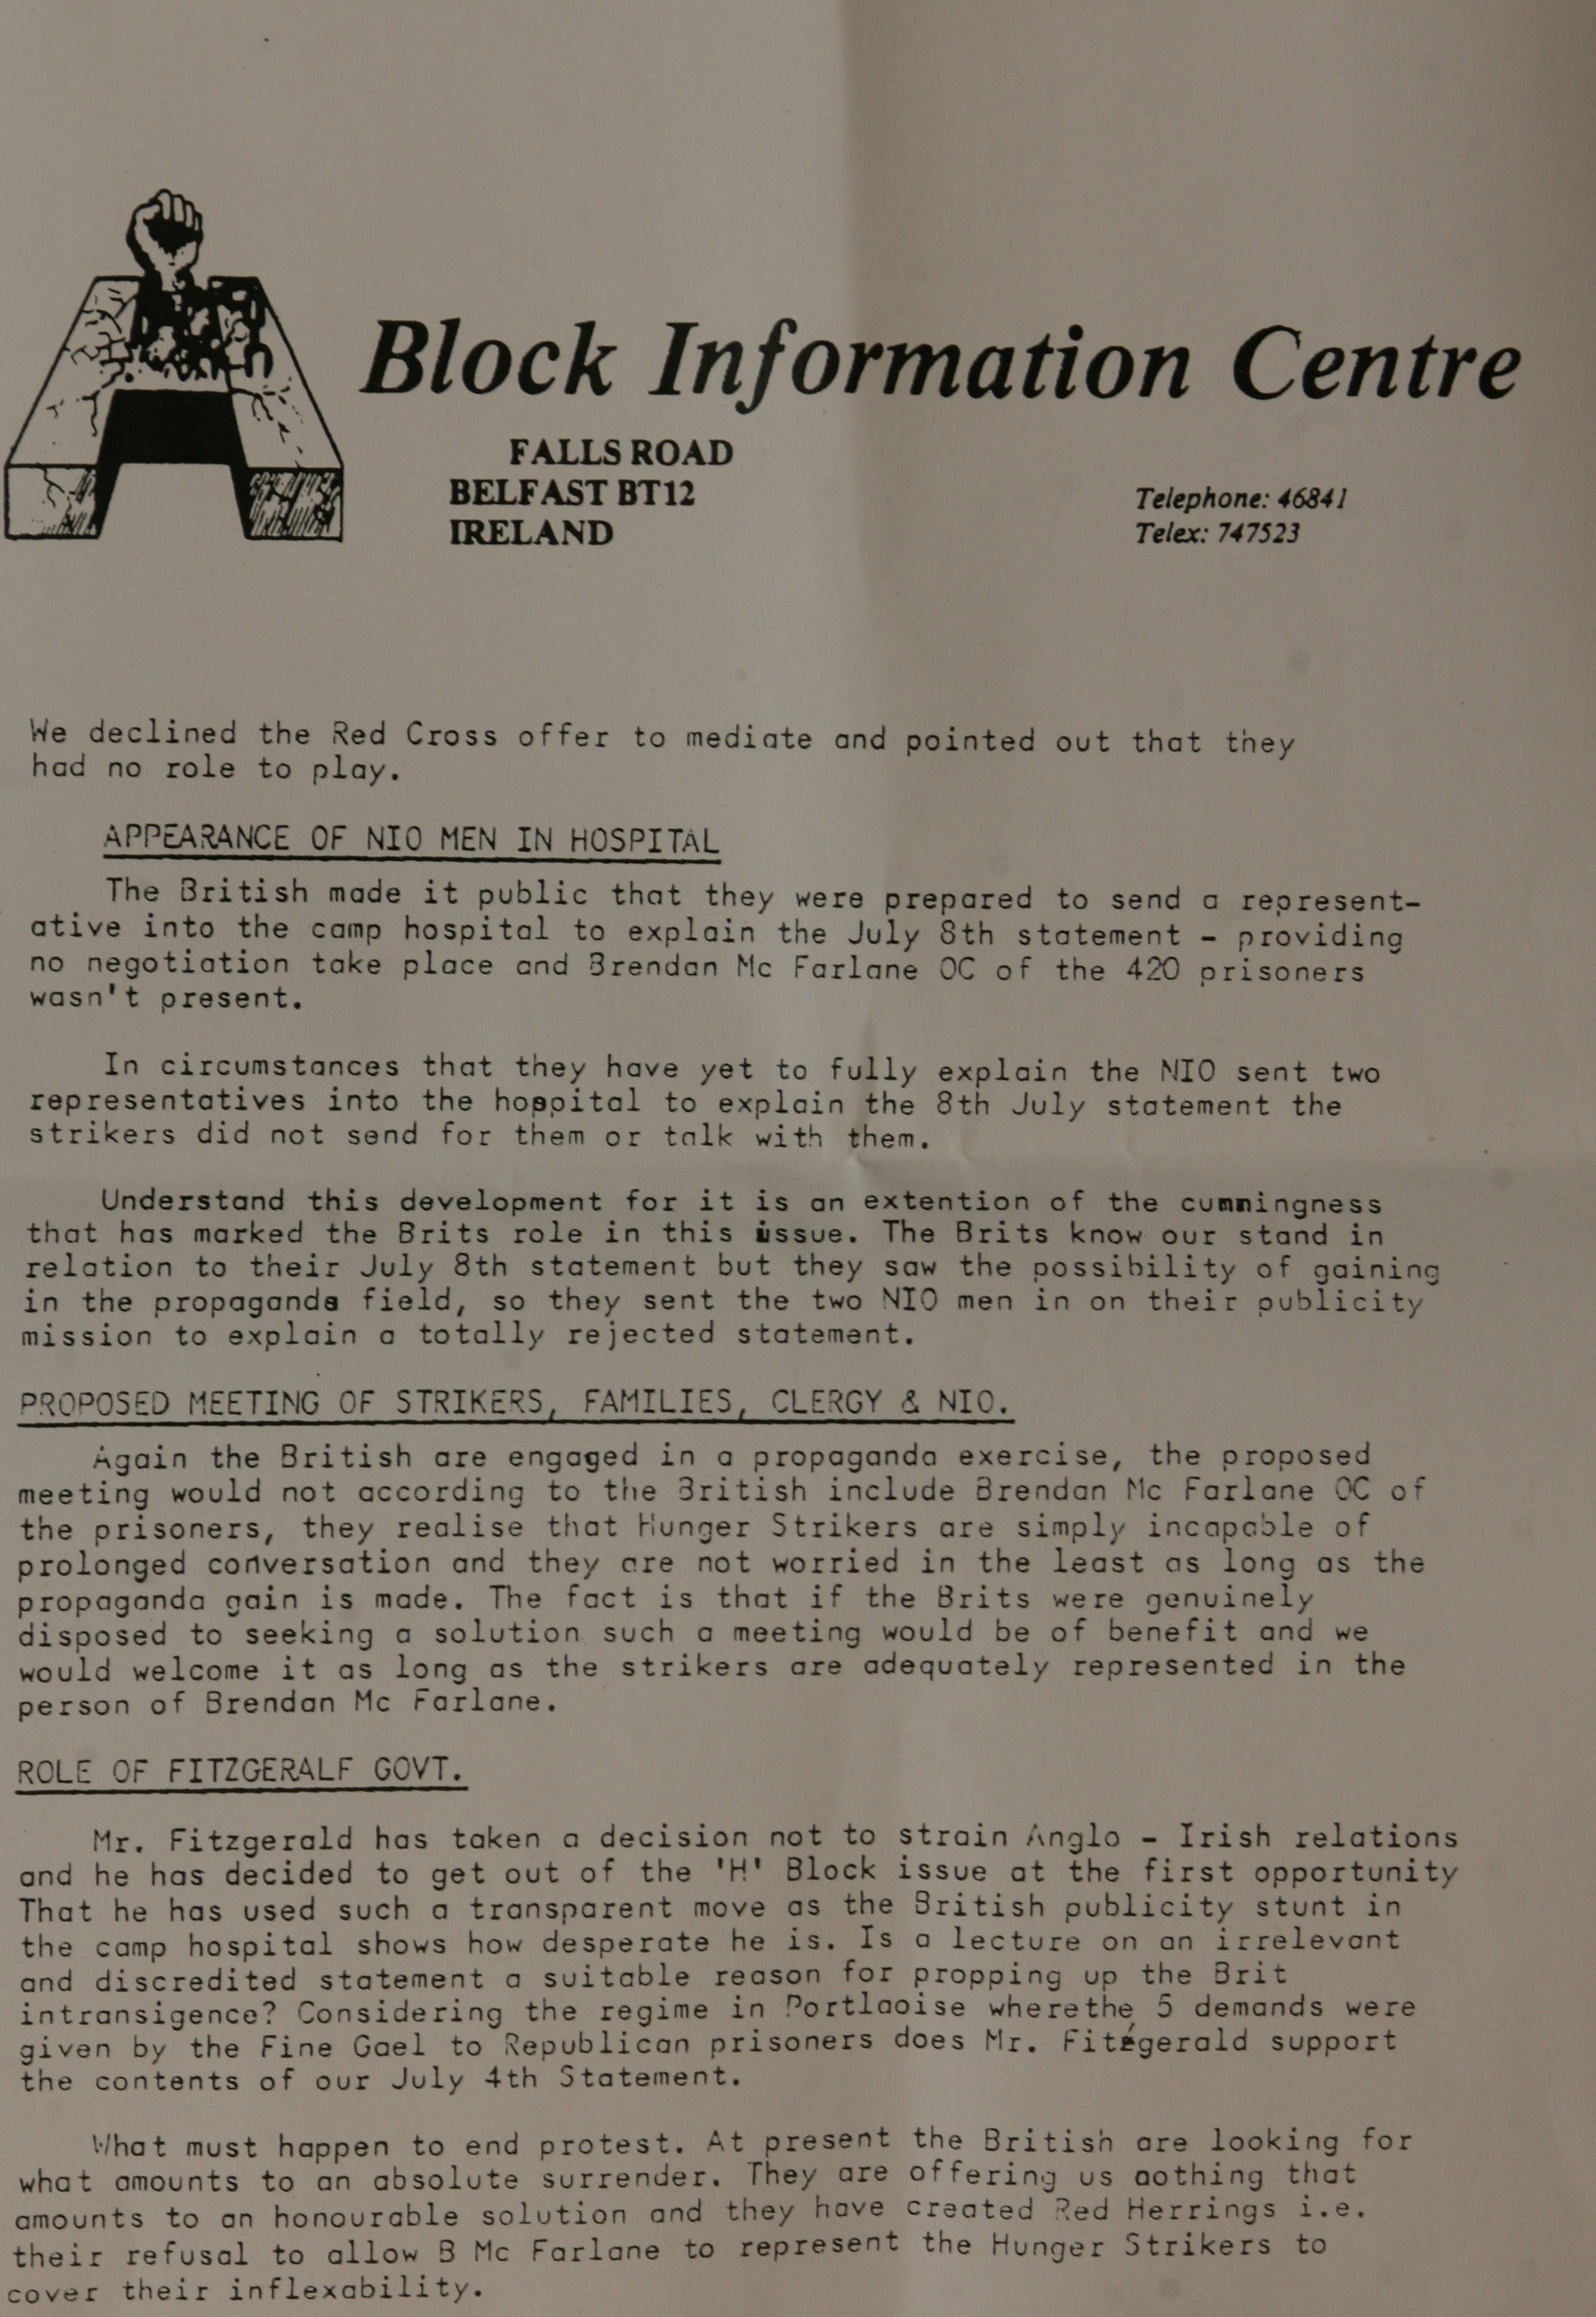 Block Information Centre
FALLS ROAD
BELFAST BT12
IRELAND
Telephone: 46841
Telex: 747523
We declined the Red Cross offer to mediate and pointed out that they
had no role to play.
APPEARANCE OF NIO MEN IN HOSPITAL
The British made it public that they were prepared to send a represent-
ative into the camp hospital to explain the July 8th statement - providing
no negotiation take place and Brendan Mc Farlane OC of the 420 prisoners
wasn't present.
In circumstances that they have yet to fully explain the NIO sent two
representatives into the hospital to explain the 8th July statement the
strikers did not send for them or talk with them.
Understand this development for it is an extention of the cunningness
that has marked the Brits role in this issue. The Brits know our stand in
relation to their July 8th statement but they saw the possibility of gaining
in the propaganda field, so they sent the two NIO men in on their publicity
mission to explain a totally rejected statement.
PROPOSED MEETING OF STRIKERS, FAMILIES, CLERGY & NIO.
Again the British are engaged in a propaganda exercise, the proposed
meeting would not according to the British include Brendan Mc Farlane OC of
the prisoners, they realise that Hunger Strikers are simply incapable of
prolonged conversation and they are not worried in the least as long as the
propaganda gain is made. The fact is that if the Brits were genuinely
disposed to seeking a solution such a meeting would be of benefit and we
would welcome it as long as the strikers are adequately represented in the
person of Brendan Mc Farlane.
ROLE OF FITZGERALF GOVT.
Mr. Fitzgerald has taken a decision not to strain Anglo - Irish relations
and he has decided to get out of the 'H' Block issue at the first opportunity
That he has used such a transparent move as the British publicity stunt in
the camp hospital shows how desperate he is. Is a lecture on an irrelevant
and discredited statement a suitable reason for propping up the Brit
intransigence? Considering the regime in Portlaoise wherethe 5 demands were
given by the Fine Gael to Republican prisoners does Mr. Fitzgerald support
the contents of our July 4th Statement.
What must happen to end protest. At present the British are looking for
what amounts to an absolute surrender. They are offering us nothing that
amounts to an honourable solution and they have created Red Herrings i.e.
their refusal to allow B Mc Farlane to represent the Hunger Strikers to
cover their inflexability.